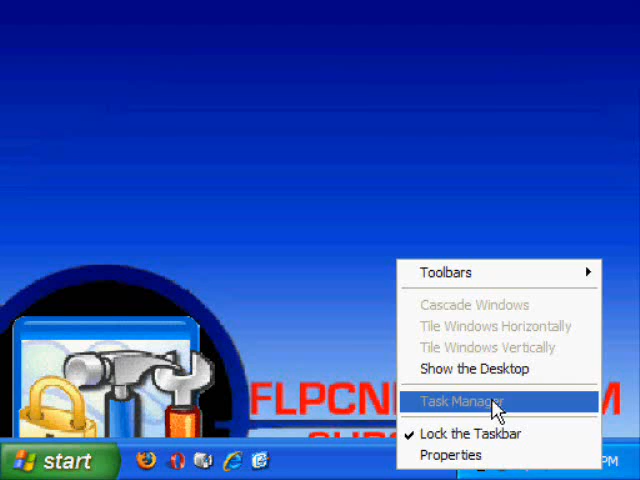 Toolbars
Cascade Windows
Tile Windows Horizontally
Tile Windows Vertically
Show the Desktop
Task Manager
Lock the Taskbar
Properties
start
PM